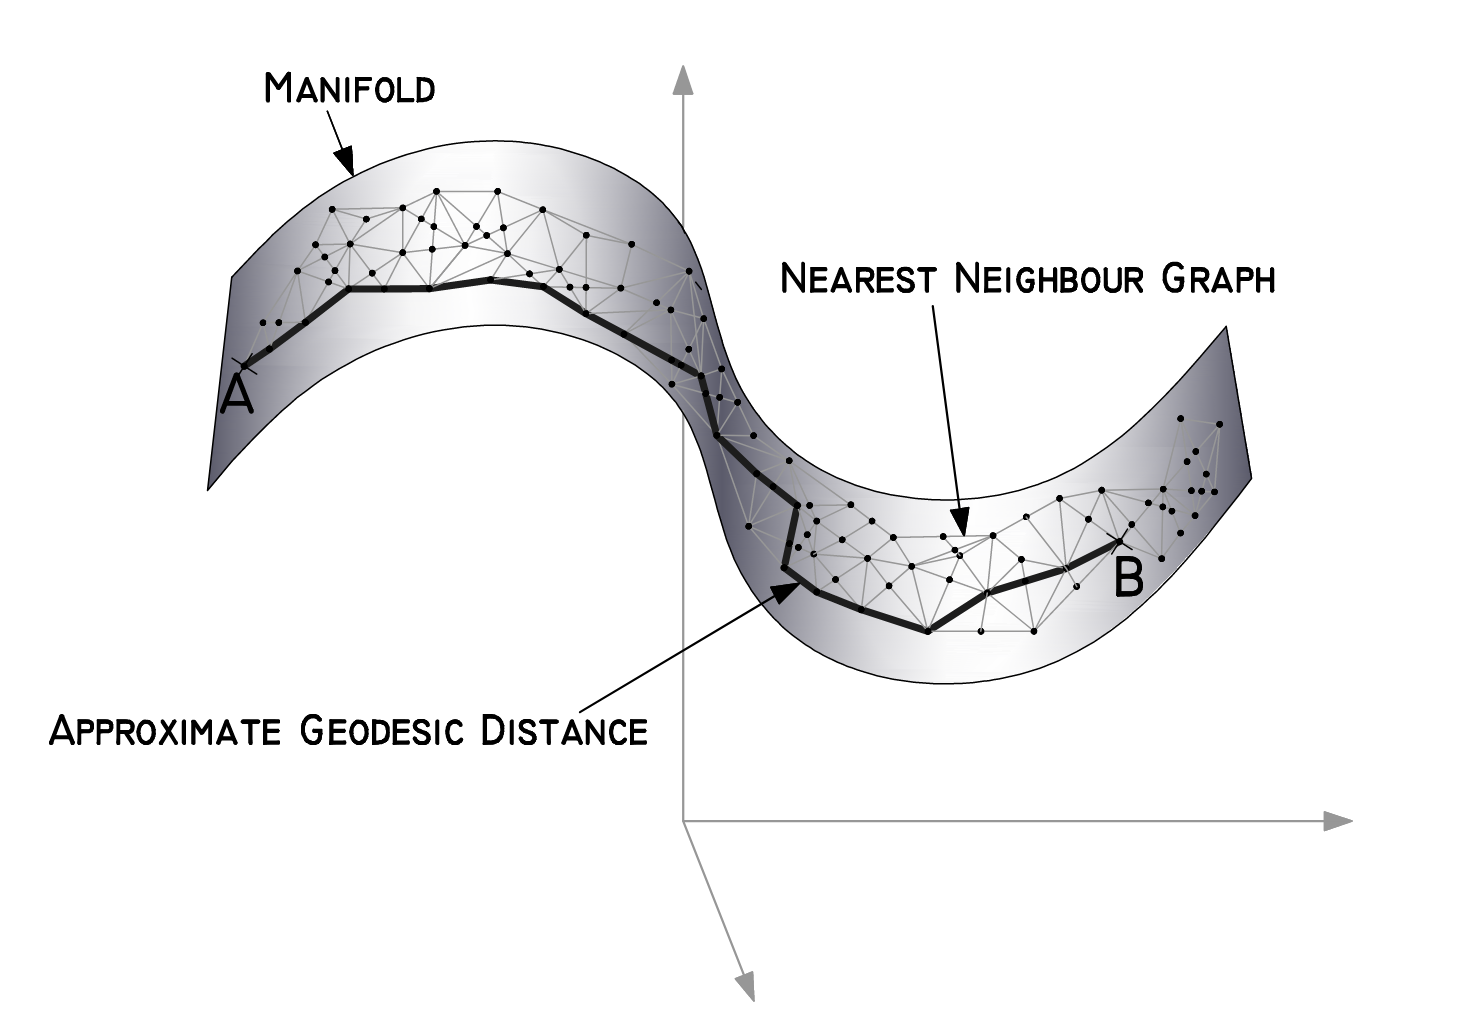 MANIFOLD
NEAREST NEIGHBOUR GRAPH
A
B
APPROXIMATE GEODESIC DISTANCE